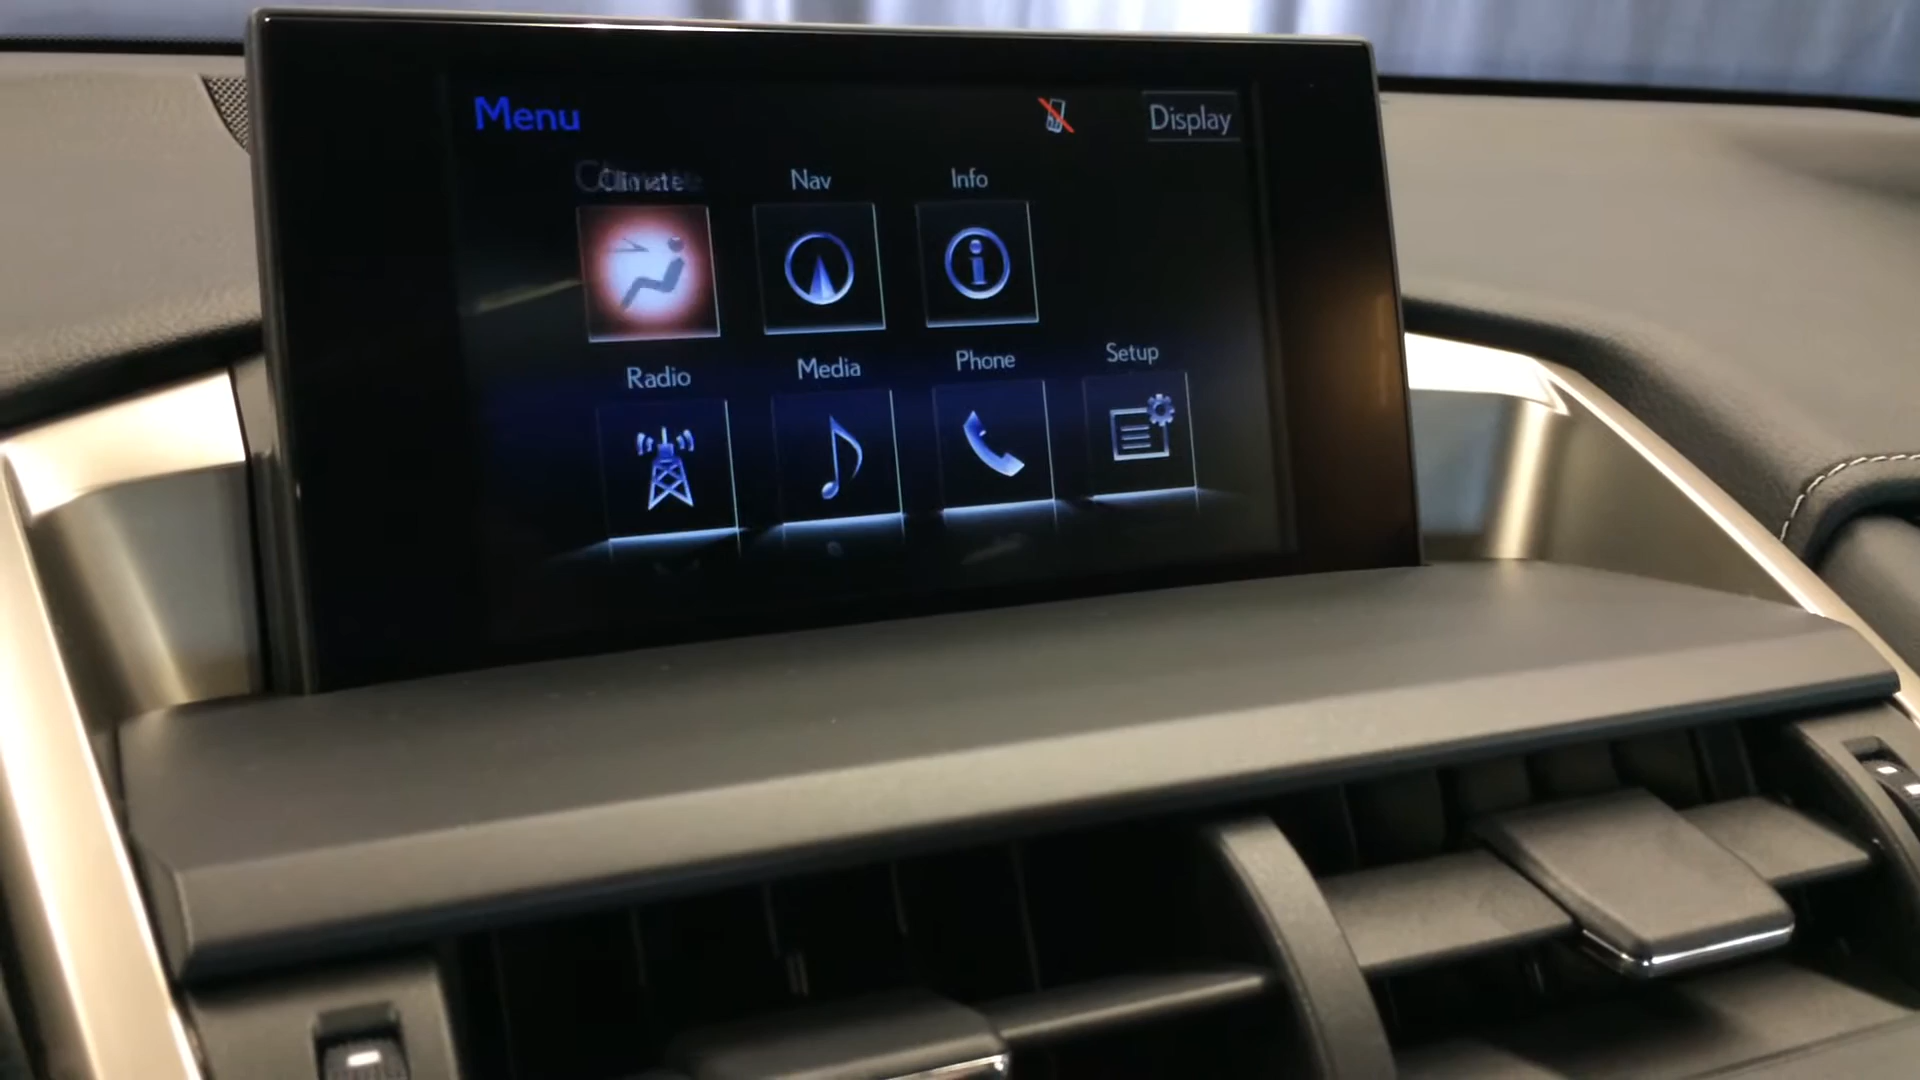 Menu
Display
Climate
Nav
Info
Radio
Media
Phone
Setup